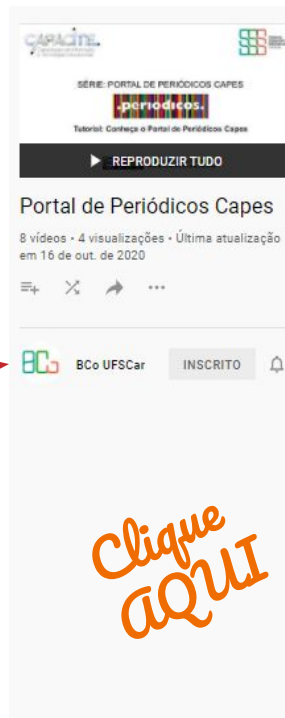 CAPACITE
SÉRIE: PORTAL DE PERIÓDICOS CAPES
.periodicos.
Tutorial: Conheça o Portal de Periódicos Capes
REPRODUZIR TUDO
Portal de Periódicos Capes
8 vídeos • 4 visualizações • Última atualização
em 16 de out. de 2020
BCo
BCo UFSCar
INSCRITO
Clique
AQUI